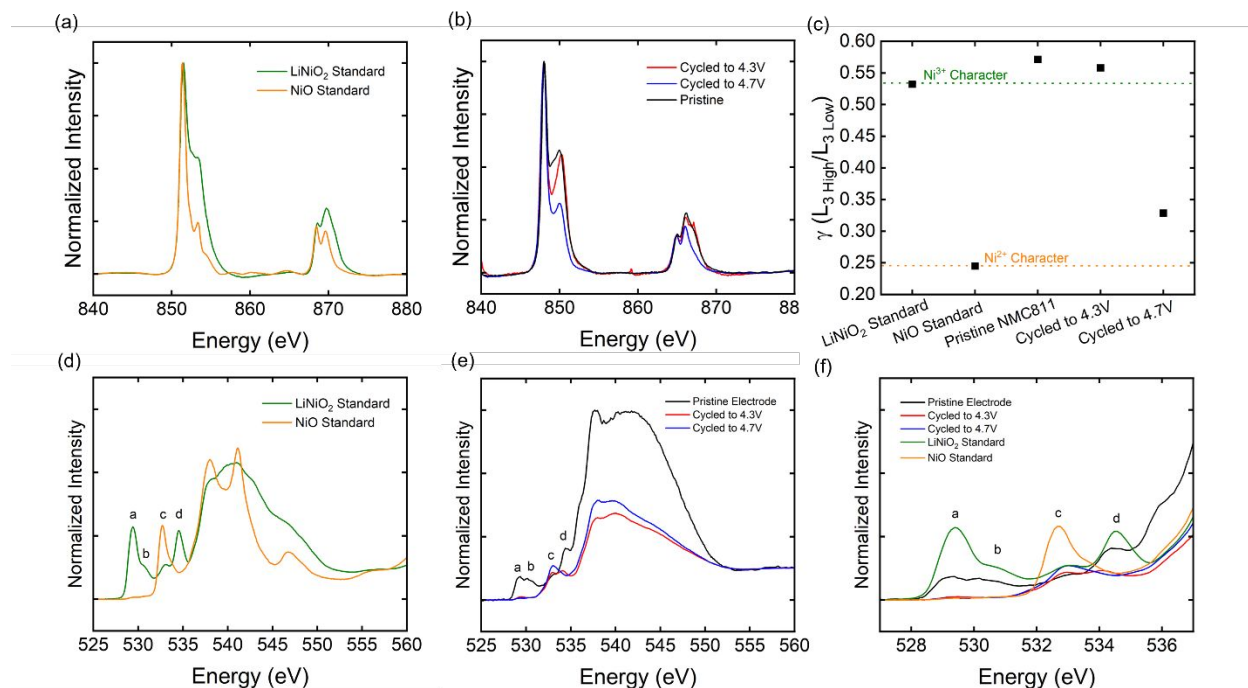 (a)
Normalized Intensity
LiNiO₂ Standard
NiO Standard
840 850 860 870 880
Energy (eV)
(b)
Normalized Intensity
Cycled to 4.3V
Cycled to 4.7V
Pristine
840 850 860 870 88
Energy (eV)
(c)
γ (L₃ High/L₃ Low)
0.60
0.55
0.50
0.45
0.40
0.35
0.30
0.25
0.20
Ni³⁺ Character
Ni²⁺ Character
LiNiO₂ Standard
NiO Standard
Pristine NMC811
Cycled to 4.3V
Cycled to 4.7V
(d)
Normalized Intensity
LiNiO₂ Standard
NiO Standard
a
b
c
d
525 530 535 540 545 550 555 560
Energy (eV)
(e)
Normalized Intensity
Pristine Electrode
Cycled to 4.3V
Cycled to 4.7V
a b
c
d
525 530 535 540 545 550 555 560
Energy (eV)
(f)
Normalized Intensity
Pristine Electrode
Cycled to 4.3V
Cycled to 4.7V
LiNiO₂ Standard
NiO Standard
a
b
c
d
528 530 532 534 536
Energy (eV)